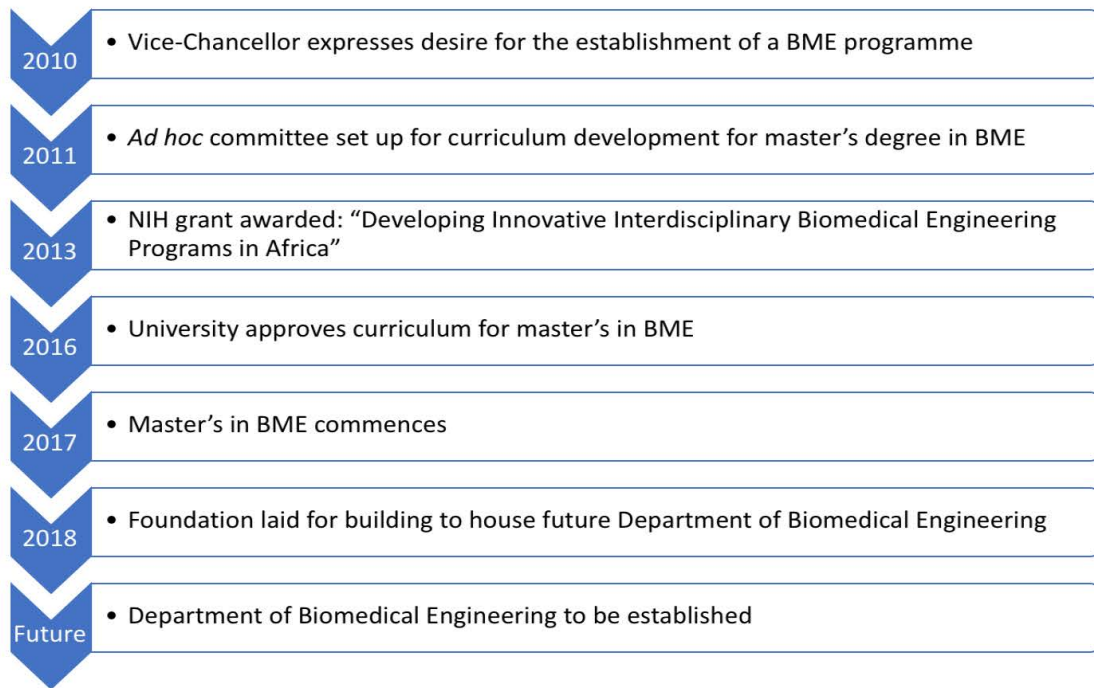 2010
• Vice-Chancellor expresses desire for the establishment of a BME programme
2011
• Ad hoc committee set up for curriculum development for master’s degree in BME
2013
• NIH grant awarded: “Developing Innovative Interdisciplinary Biomedical Engineering
Programs in Africa”
2016
• University approves curriculum for master’s in BME
2017
• Master’s in BME commences
2018
• Foundation laid for building to house future Department of Biomedical Engineering
Future
• Department of Biomedical Engineering to be established